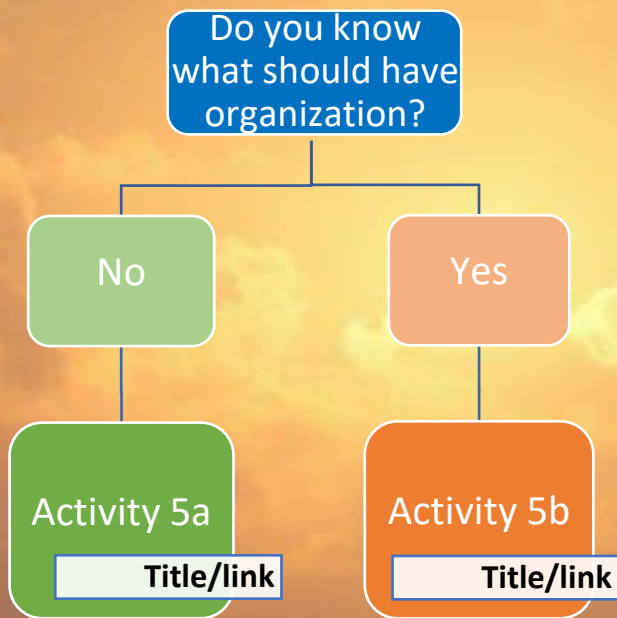 Do you know
what should have
organization?
No
Yes
Activity 5a
Activity 5b
Title/link
Title/link